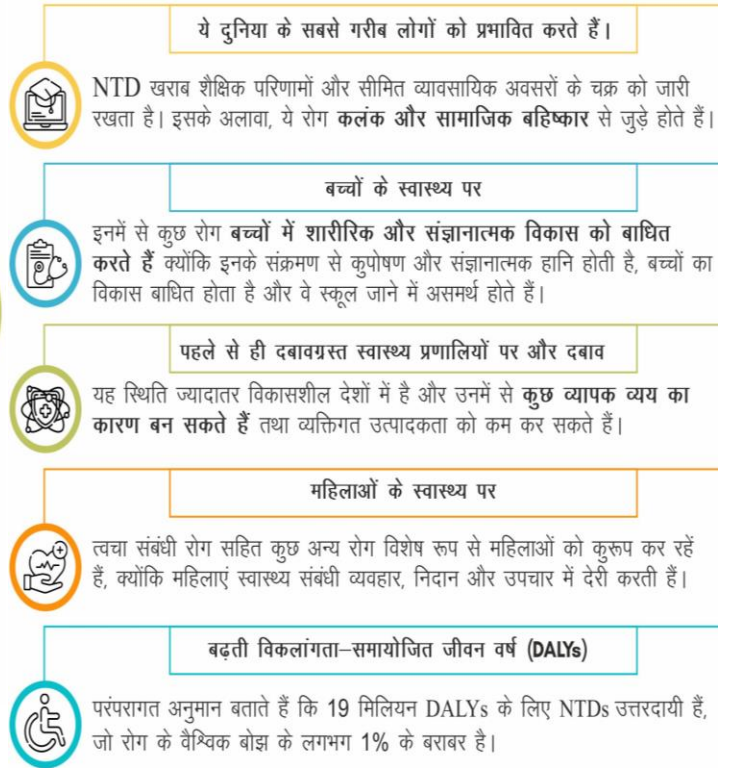 ये दुनिया के सबसे गरीब लोगों को प्रभावित करते हैं।
NTD खराब शैक्षिक परिणामों और सीमित व्यावसायिक अवसरों के चक्र को जारी
रखता है। इसके अलावा, ये रोग कलंक और सामाजिक बहिष्कार से जुड़े होते हैं।
बच्चों के स्वास्थ्य पर
इनमें से कुछ रोग बच्चों में शारीरिक और संज्ञानात्मक विकास को बाधित
करते हैं क्योंकि इनके संक्रमण से कुपोषण और संज्ञानात्मक हानि होती है, बच्चों का
विकास बाधित होता है और वे स्कूल जाने में असमर्थ होते हैं।
पहले से ही दबावग्रस्त स्वास्थ्य प्रणालियों पर और दबाव
यह स्थिति ज्यादातर विकासशील देशों में है और उनमें से कुछ व्यापक व्यय का
कारण बन सकते हैं तथा व्यक्तिगत उत्पादकता को कम कर सकते हैं।
महिलाओं के स्वास्थ्य पर
त्वचा संबंधी रोग सहित कुछ अन्य रोग विशेष रूप से महिलाओं को कुरूप कर रहें
हैं, क्योंकि महिलाएं स्वास्थ्य संबंधी व्यवहार, निदान और उपचार में देरी करती हैं।
बढ़ती विकलांगता–समायोजित जीवन वर्ष (DALYs)
परंपरागत अनुमान बताते हैं कि 19 मिलियन DALYs के लिए NTDs उत्तरदायी हैं,
जो रोग के वैश्विक बोझ के लगभग 1% के बराबर है।